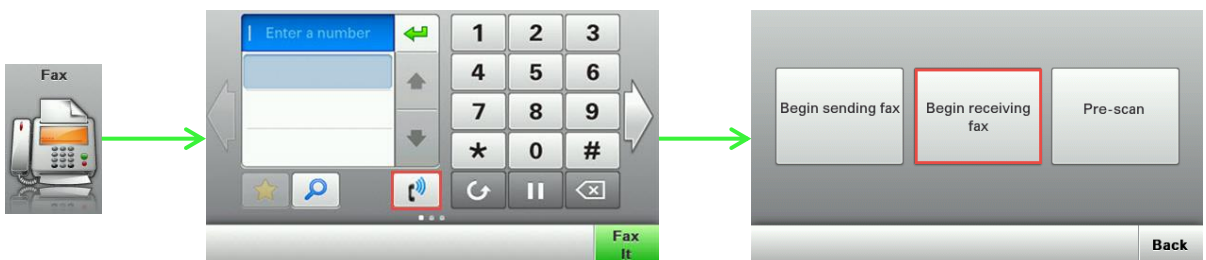 Fax
Enter a number
1 2 3
4 5 6
7 8 9
* 0 #
Fax
It
Begin sending fax
Begin receiving
fax
Pre-scan
Back